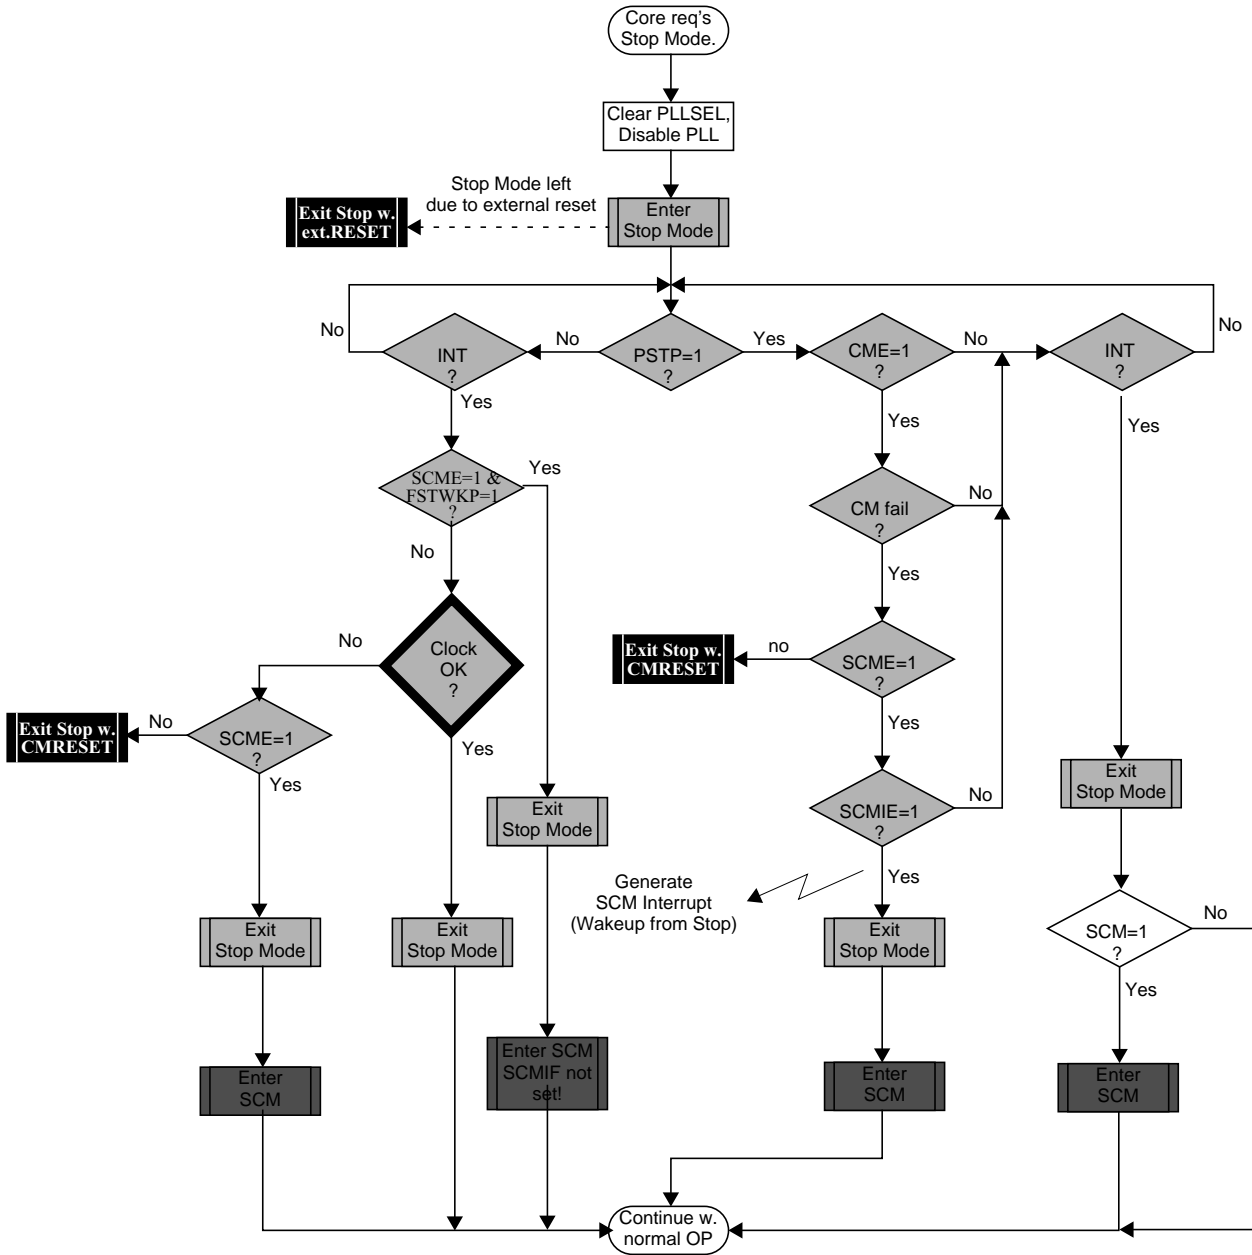 Core req's
Stop Mode.
Clear PLLSEL,
Disable PLL
Stop Mode left
due to external reset
Exit Stop w.
ext.RESET
Enter
Stop Mode
No
INT
?
No
PSTP=1
?
Yes
CME=1
?
No
INT
?
No
Yes
Yes
Yes
SCME=1 &
FSTWKP=1
?
Yes
CM fail
?
No
No
Yes
No
Clock
OK
?
Exit Stop w.
CMRESET
no
SCME=1
?
Exit Stop w.
CMRESET
No
SCME=1
?
Yes
Yes
Yes
Exit
Stop Mode
SCMIE=1
?
No
Exit
Stop Mode
Generate
SCM Interrupt
(Wakeup from Stop)
Yes
Exit
Stop Mode
Exit
Stop Mode
Exit
Stop Mode
SCM=1
?
No
Yes
Enter
SCM
Enter SCM
SCMIF not
set!
Enter
SCM
Enter
SCM
Continue w.
normal OP